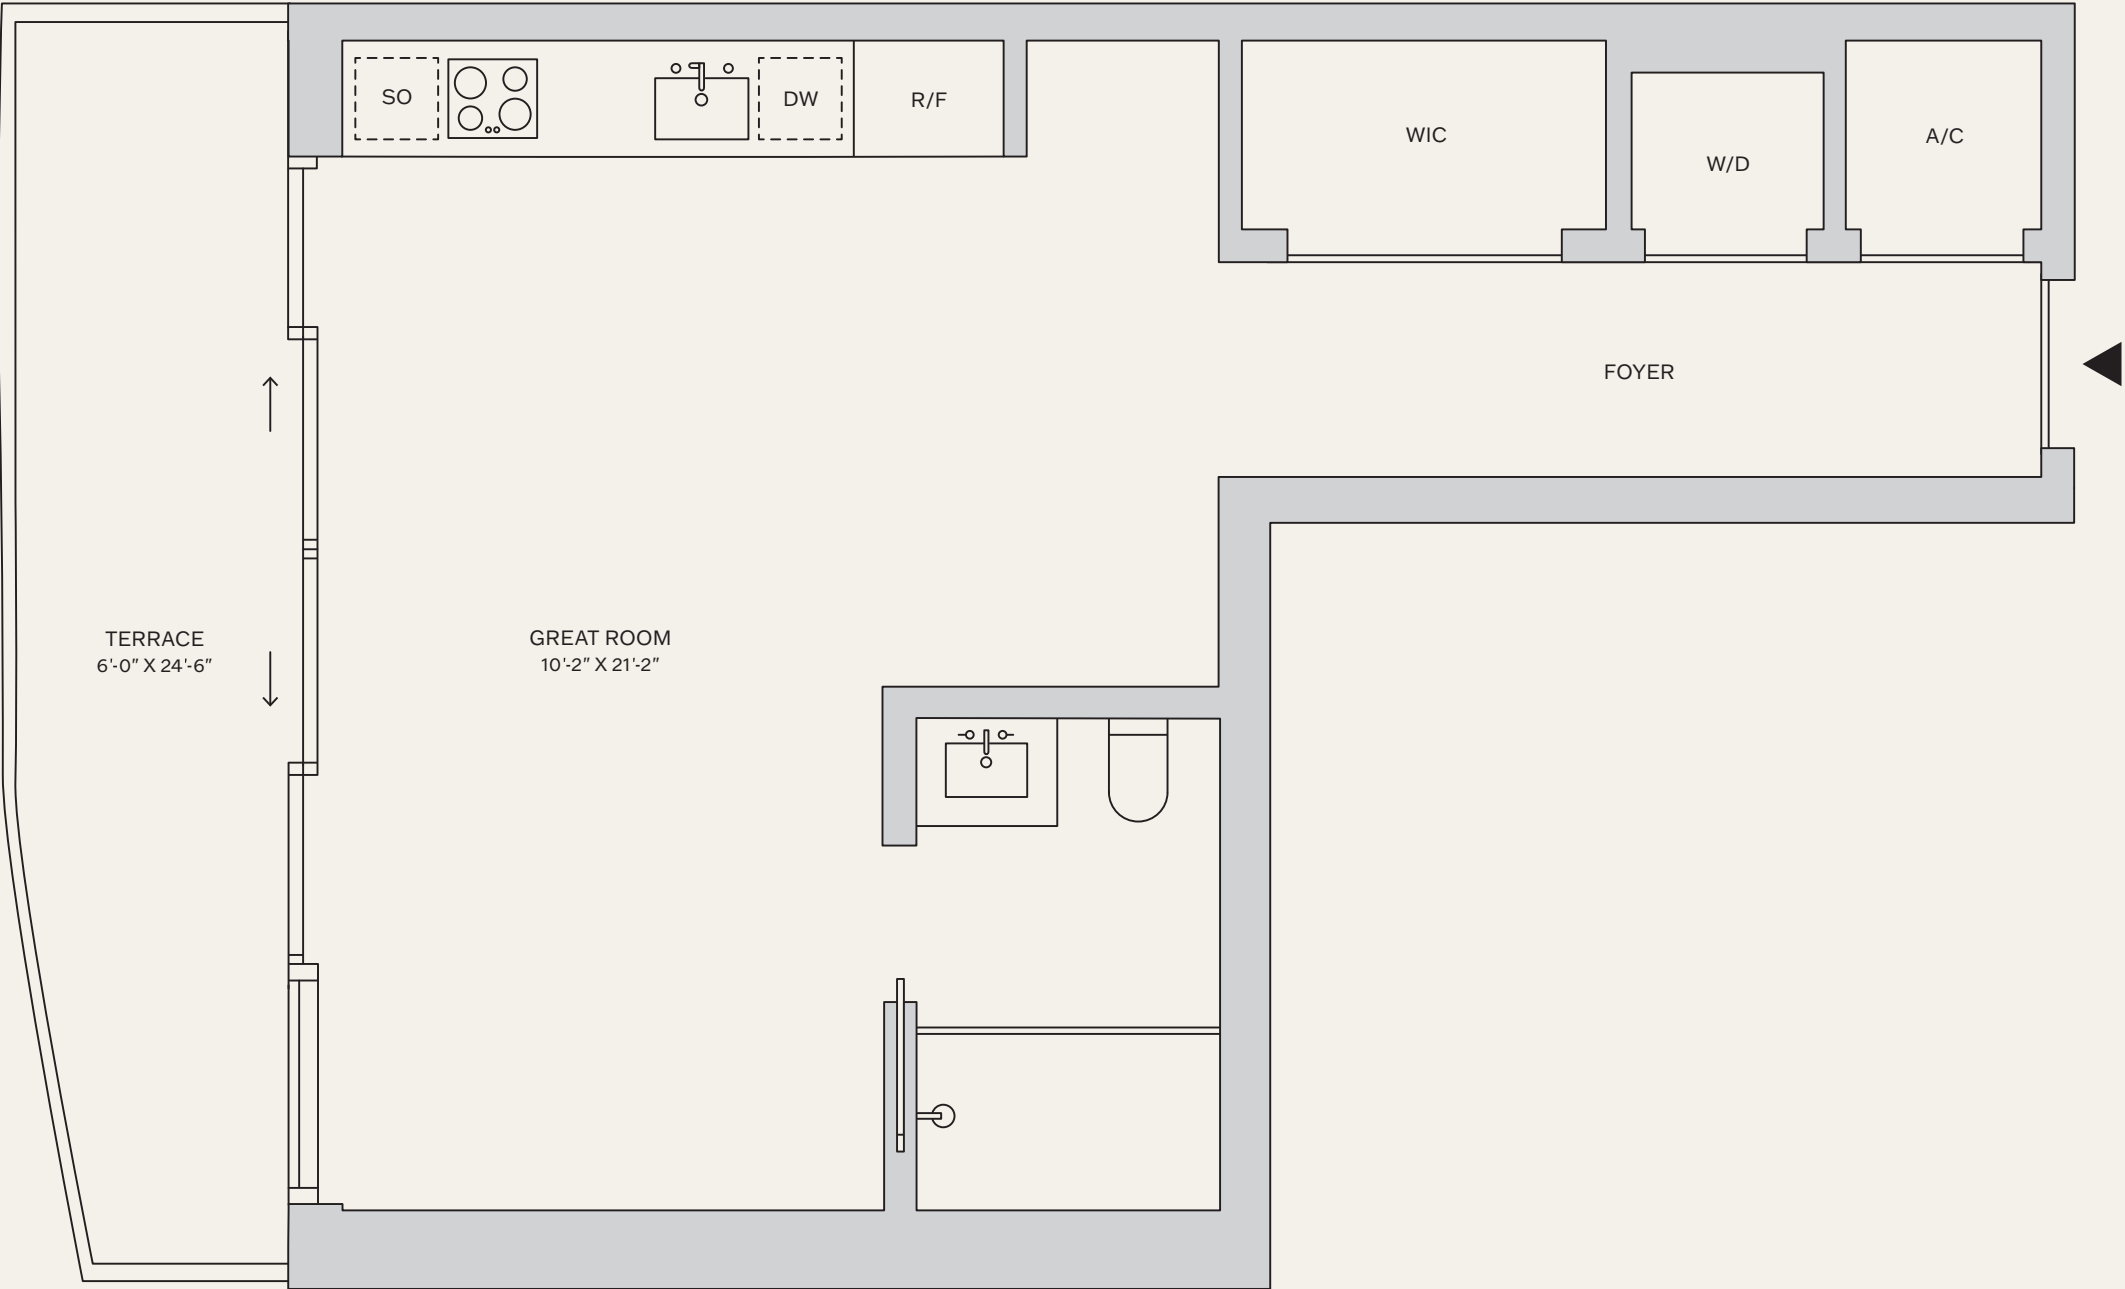 SO
DW
R/F
WIC
W/D
A/C
FOYER
TERRACE
6'-0" X 24'-6"
GREAT ROOM
10'-2" X 21'-2"